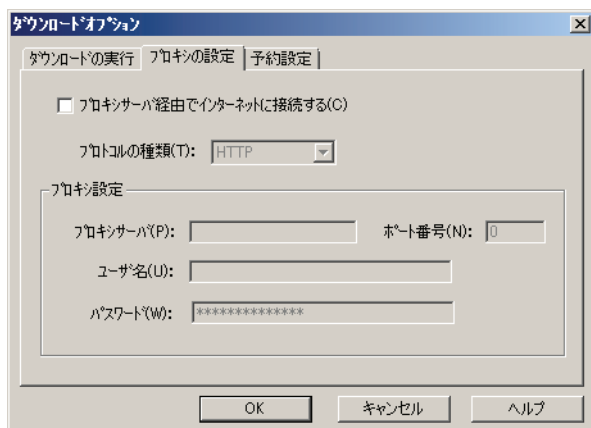 ﾀﾞｳﾝﾛｰﾄﾞｵﾌﾟｼｮﾝ
ﾀﾞｳﾝﾛｰﾄﾞの実行 ﾌﾟﾛｷｼの設定 予約設定
ﾌﾟﾛｷｼｻｰﾊﾞ経由でｲﾝﾀｰﾈｯﾄに接続する(C)
ﾌﾟﾛﾄｺﾙの種類(T): HTTP
ﾌﾟﾛｷｼ設定
ﾌﾟﾛｷｼｻｰﾊﾞ(P): ﾎﾟｰﾄ番号(N): 0
ﾕｰｻﾞ名(U):
ﾊﾟｽﾜｰﾄﾞ(W): **************
OK キャンセル ヘルプ